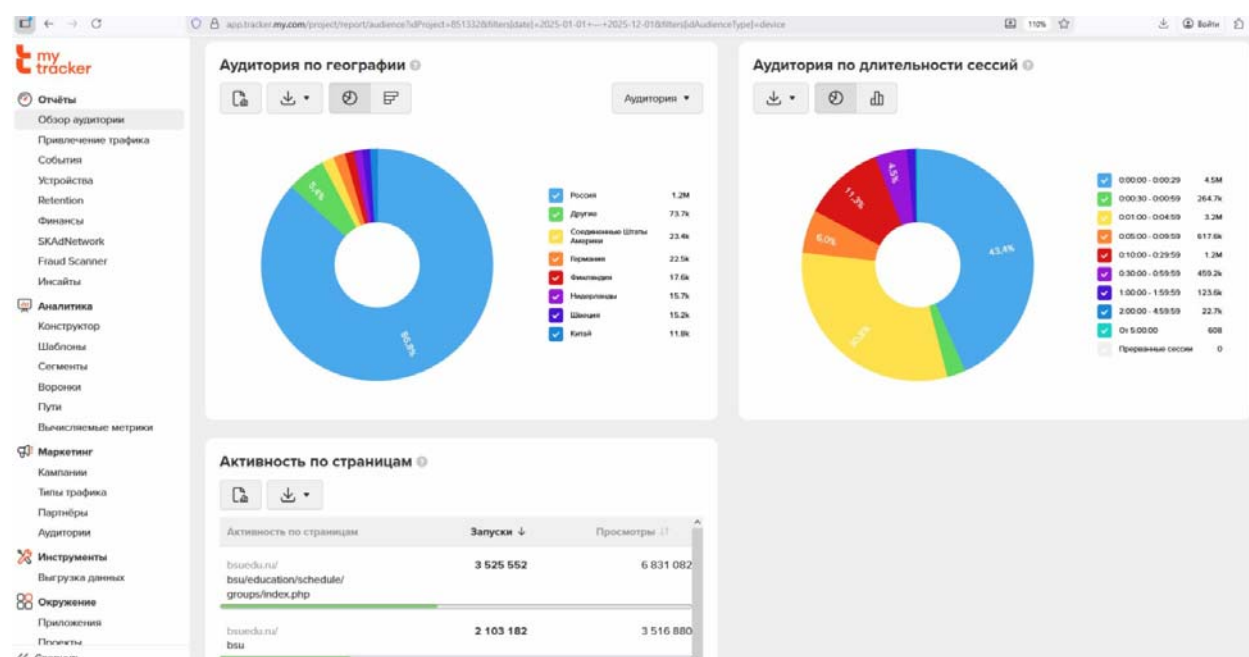 app.tracker.my.com/project/report/audience?idProject=851332&filters[date]=2025-01-01+—+2025-12-01&filters[idAudienceType]=device
110%
Войти
my
tracker
Отчёты
Обзор аудитории
Привлечение трафика
События
Устройства
Retention
Финансы
SKAdNetwork
Fraud Scanner
Инсайты
Аналитика
Конструктор
Шаблоны
Сегменты
Воронки
Пути
Вычисляемые метрики
Маркетинг
Кампании
Типы трафика
Партнёры
Аудитории
Инструменты
Выгрузка данных
Окружение
Приложения
Проекты
Аудитория по географии
Аудитория
5,4%
Россия 1.2M
Другие 73.7k
Соединенные Штаты
Америки 23.4k
Германия 22.5k
Финляндия 17.6k
Нидерланды 15.7k
Швеция 15.2k
Китай 11.8k
Аудитория по длительности сессий
4,5%
11,3%
6,0%
43,4%
0:00:00 - 0:00:29 4.5M
0:00:30 - 0:00:59 264.7k
0:01:00 - 0:04:59 3.2M
0:05:00 - 0:09:59 617.6k
0:10:00 - 0:29:59 1.2M
0:30:00 - 0:59:59 459.2k
1:00:00 - 1:59:59 123.6k
2:00:00 - 4:59:59 22.7k
От 5:00:00 608
Прерванные сессии 0
Активность по страницам
Активность по страницам Запуски Просмотры
bsuedu.ru/ 3 525 552 6 831 082
bsu/education/schedule/
groups/index.php
bsuedu.ru/ 2 103 182 3 516 880
bsu